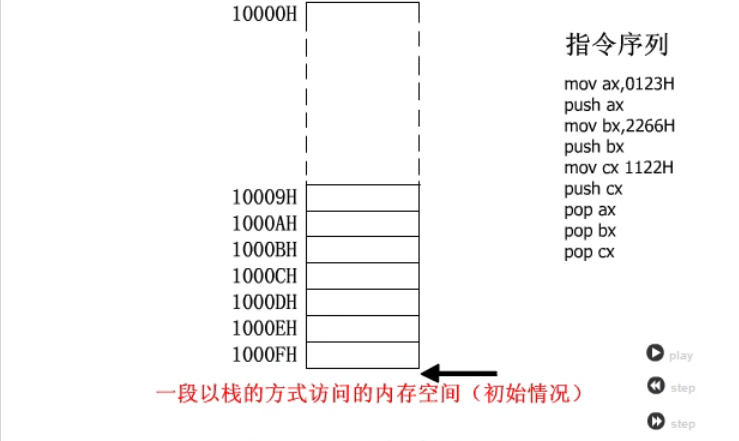 10000H
指令序列
mov ax,0123H
push ax
mov bx,2266H
push bx
mov cx 1122H
push cx
pop ax
pop bx
pop cx
10009H
1000AH
1000BH
1000CH
1000DH
1000EH
1000FH
一段以栈的方式访问的内存空间（初始情况）
play
step
step